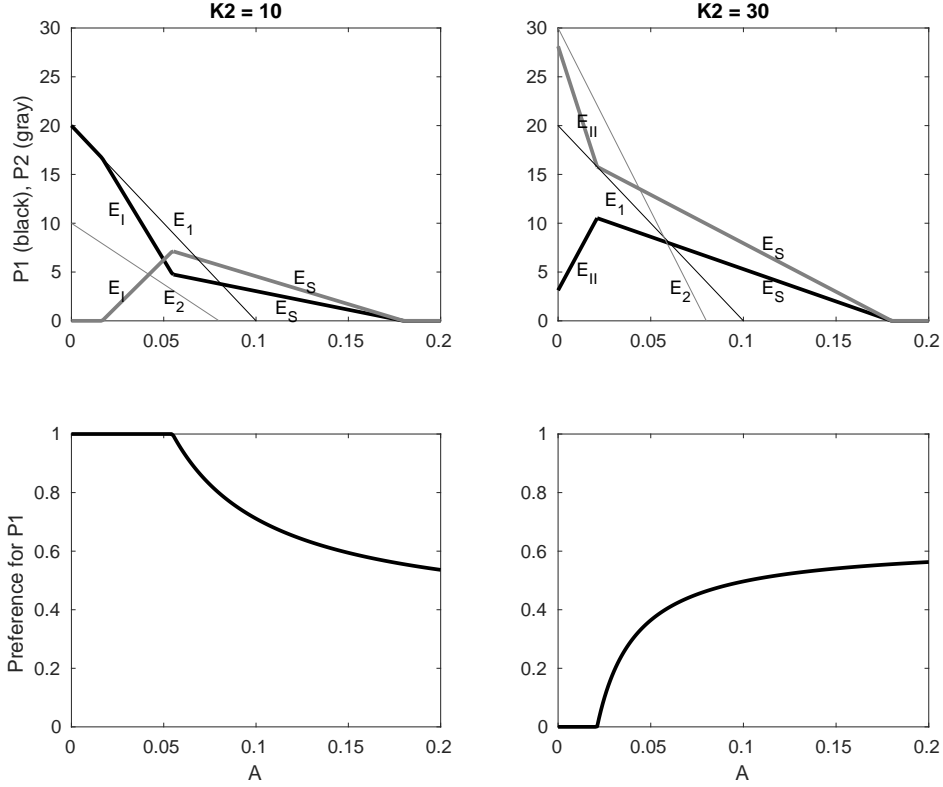 K2 = 10
30
25
20
15
10
5
0
P1 (black), P2 (gray)
E_I
E_1
E_I
E_2
E_S
E_S
0 0.05 0.1 0.15 0.2
K2 = 30
30
25
20
15
10
5
0
E_II
E_1
E_II
E_2
E_S
E_S
0 0.05 0.1 0.15 0.2
1
0.8
0.6
0.4
0.2
0
Preference for P1
0 0.05 0.1 0.15 0.2
A
1
0.8
0.6
0.4
0.2
0
0 0.05 0.1 0.15 0.2
A